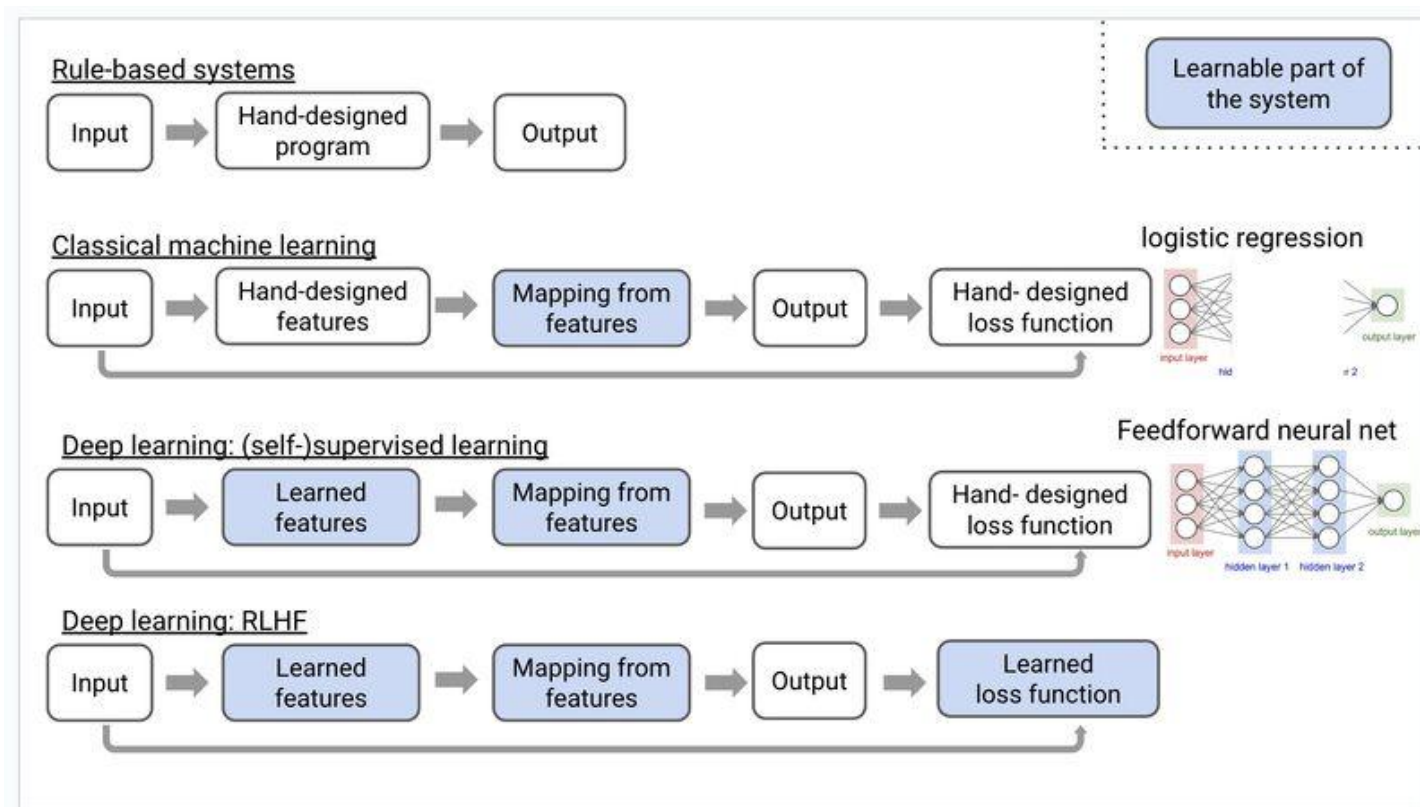 Rule-based systems
Input
Hand-designed
program
Output
Learnable part of
the system
Classical machine learning
Input
Hand-designed
features
Mapping from
features
Output
Hand- designed
loss function
logistic regression
input layer
hid
r 2
output layer
Deep learning: (self-)supervised learning
Input
Learned
features
Mapping from
features
Output
Hand- designed
loss function
Feedforward neural net
input layer
hidden layer 1
hidden layer 2
output layer
Deep learning: RLHF
Input
Learned
features
Mapping from
features
Output
Learned
loss function